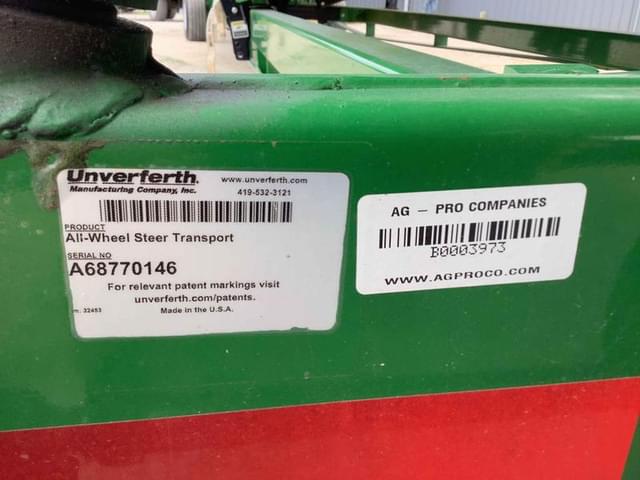 Unverferth
Manufacturing Company, Inc.
www.unverferth.com
419-532-3121
PRODUCT
All-Wheel Steer Transport
SERIAL NO
A68770146
For relevant patent markings visit
unverferth.com/patents.
Made in the U.S.A.
32453
AG - PRO COMPANIES
B0003973
WWW.AGPROCO.COM